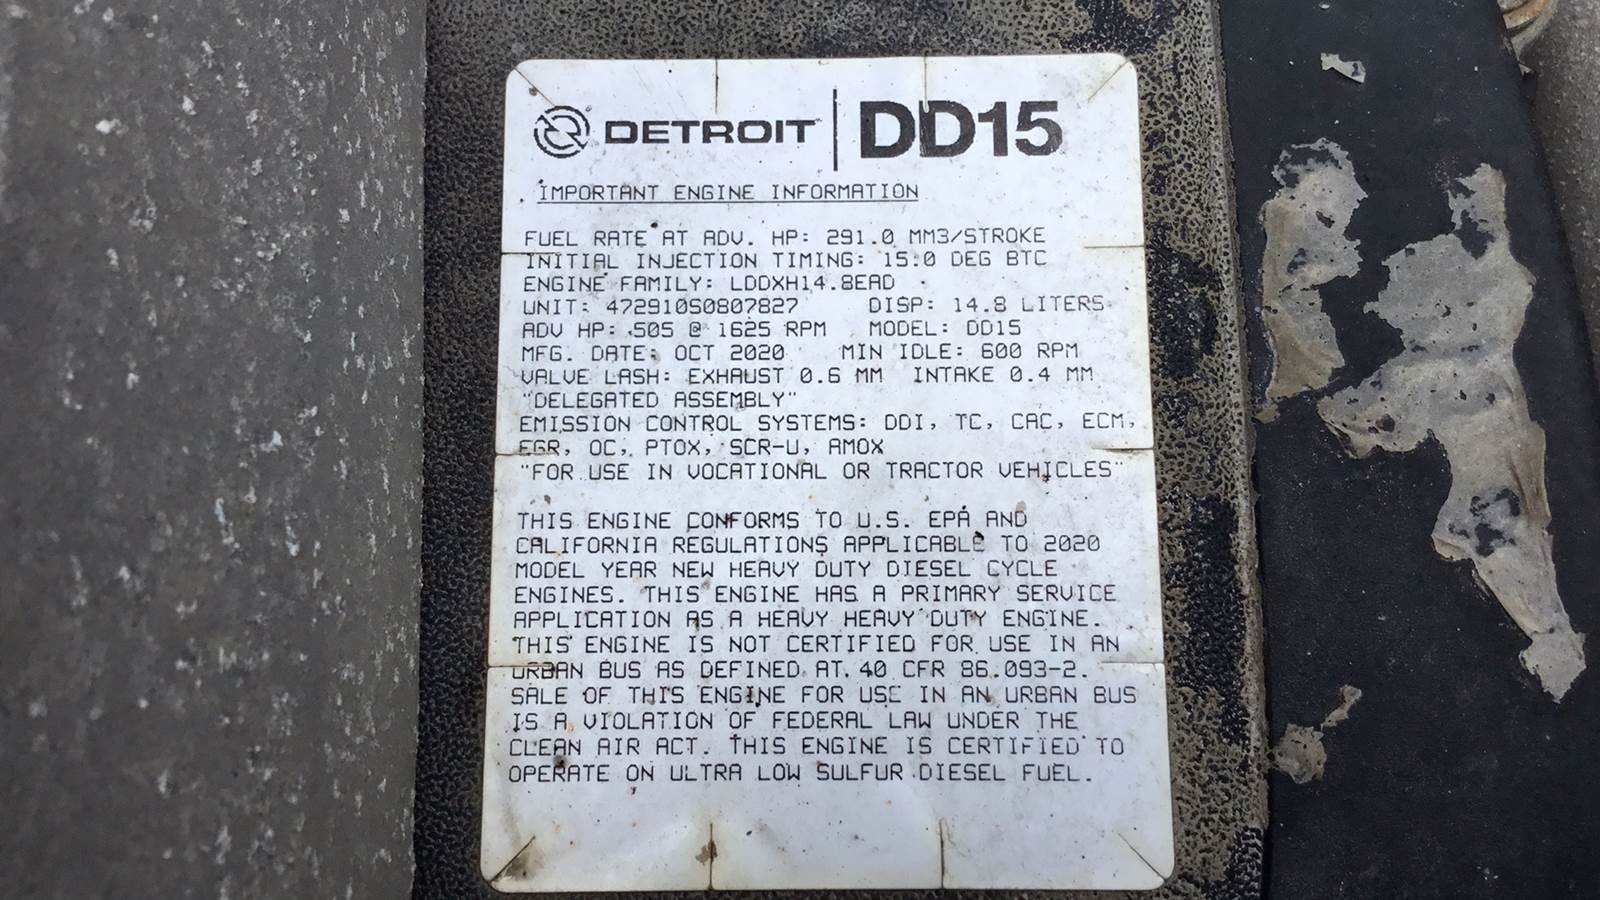 DETROIT | DD15
IMPORTANT ENGINE INFORMATION
FUEL RATE AT ADV. HP: 291.0 MM3/STROKE
INITIAL INJECTION TIMING: 15.0 DEG BTC
ENGINE FAMILY: LDDXH14.8EAD
UNIT: 472910S0807827 DISP: 14.8 LITERS
ADV HP: 505 @ 1625 RPM MODEL: DD15
MFG. DATE: OCT 2020 MIN IDLE: 600 RPM
VALVE LASH: EXHAUST 0.6 MM INTAKE 0.4 MM
"DELEGATED ASSEMBLY"
EMISSION CONTROL SYSTEMS: DDI, TC, CAC, ECM,
EGR, OC, PTOX, SCR-U, AMOX
"FOR USE IN VOCATIONAL OR TRACTOR VEHICLES"
THIS ENGINE CONFORMS TO U.S. EPA AND
CALIFORNIA REGULATIONS APPLICABLE TO 2020
MODEL YEAR NEW HEAVY DUTY DIESEL CYCLE
ENGINES. THIS ENGINE HAS A PRIMARY SERVICE
APPLICATION AS A HEAVY HEAVY DUTY ENGINE.
THIS ENGINE IS NOT CERTIFIED FOR USE IN AN
URBAN BUS AS DEFINED AT 40 CFR 86.093-2.
SALE OF THIS ENGINE FOR USE IN AN URBAN BUS
IS A VIOLATION OF FEDERAL LAW UNDER THE
CLEAN AIR ACT. THIS ENGINE IS CERTIFIED TO
OPERATE ON ULTRA LOW SULFUR DIESEL FUEL.